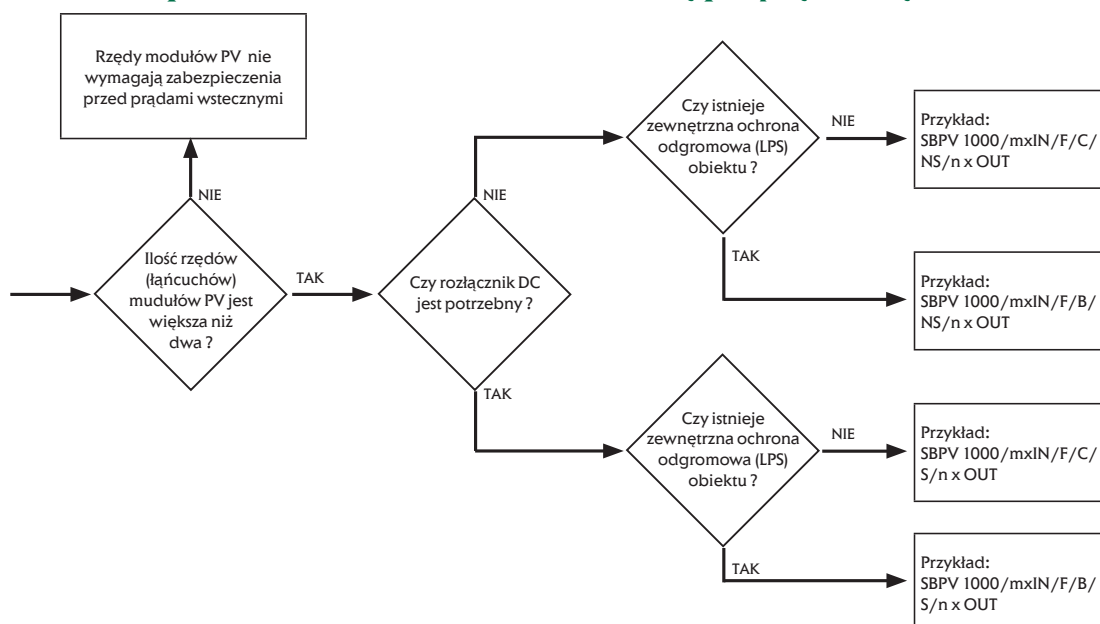 Rzędy modułów PV nie
wymagają zabezpieczenia
przed prądami wstecznymi
NIE
Ilość rzędów
(łąńcuchów)
mudułów PV jest
większa niż
dwa ?
TAK
Czy rozłącznik DC
jest potrzebny ?
NIE
TAK
Czy istnieje
zewnętrzna ochrona
odgromowa (LPS)
obiektu ?
NIE
Przykład:
SBPV 1000/mxIN/F/C/
NS/n x OUT
TAK
Przykład:
SBPV 1000/mxIN/F/B/
NS/n x OUT
Czy istnieje
zewnętrzna ochrona
odgromowa (LPS)
obiektu ?
NIE
Przykład:
SBPV 1000/mxIN/F/C/
S/n x OUT
TAK
Przykład:
SBPV 1000/mxIN/F/B/
S/n x OUT